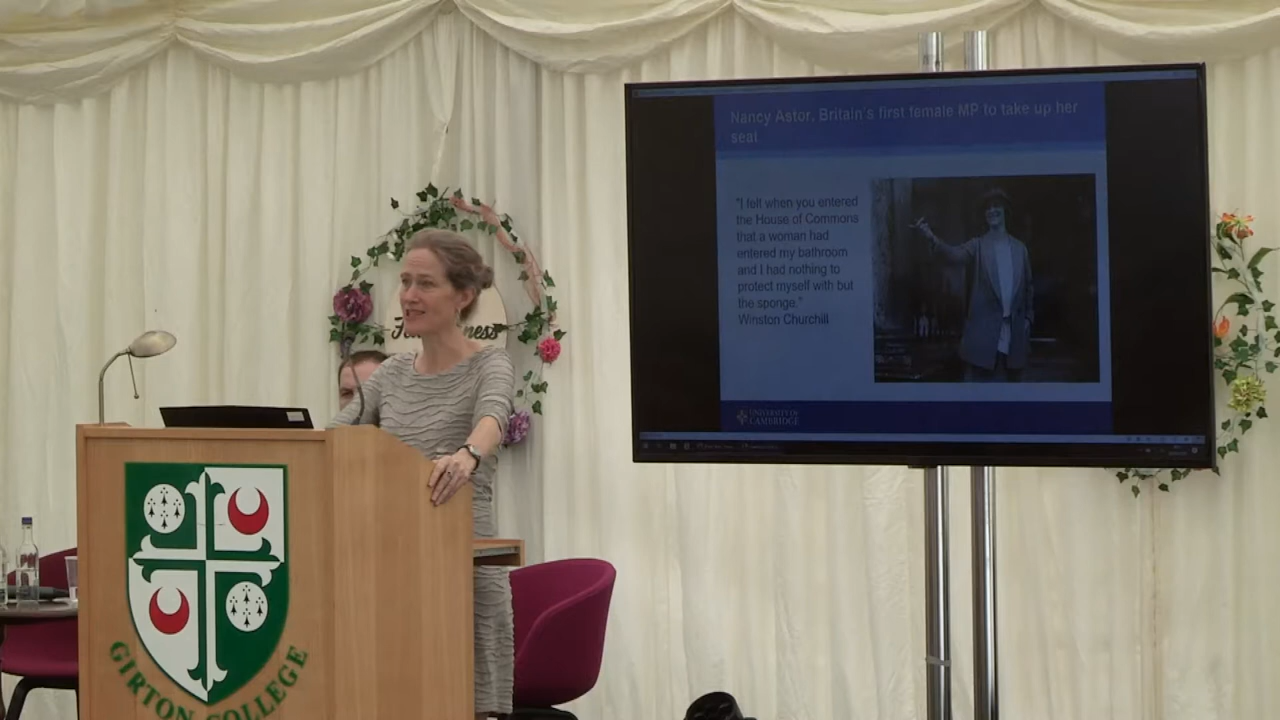 Nancy Astor, Britain's first female MP to take up her
seat
"I felt when you entered
the House of Commons
that a woman had
entered my bathroom
and I had nothing to
protect myself with but
the sponge."
Winston Churchill
UNIVERSITY OF
CAMBRIDGE
GIRTON COLLEGE